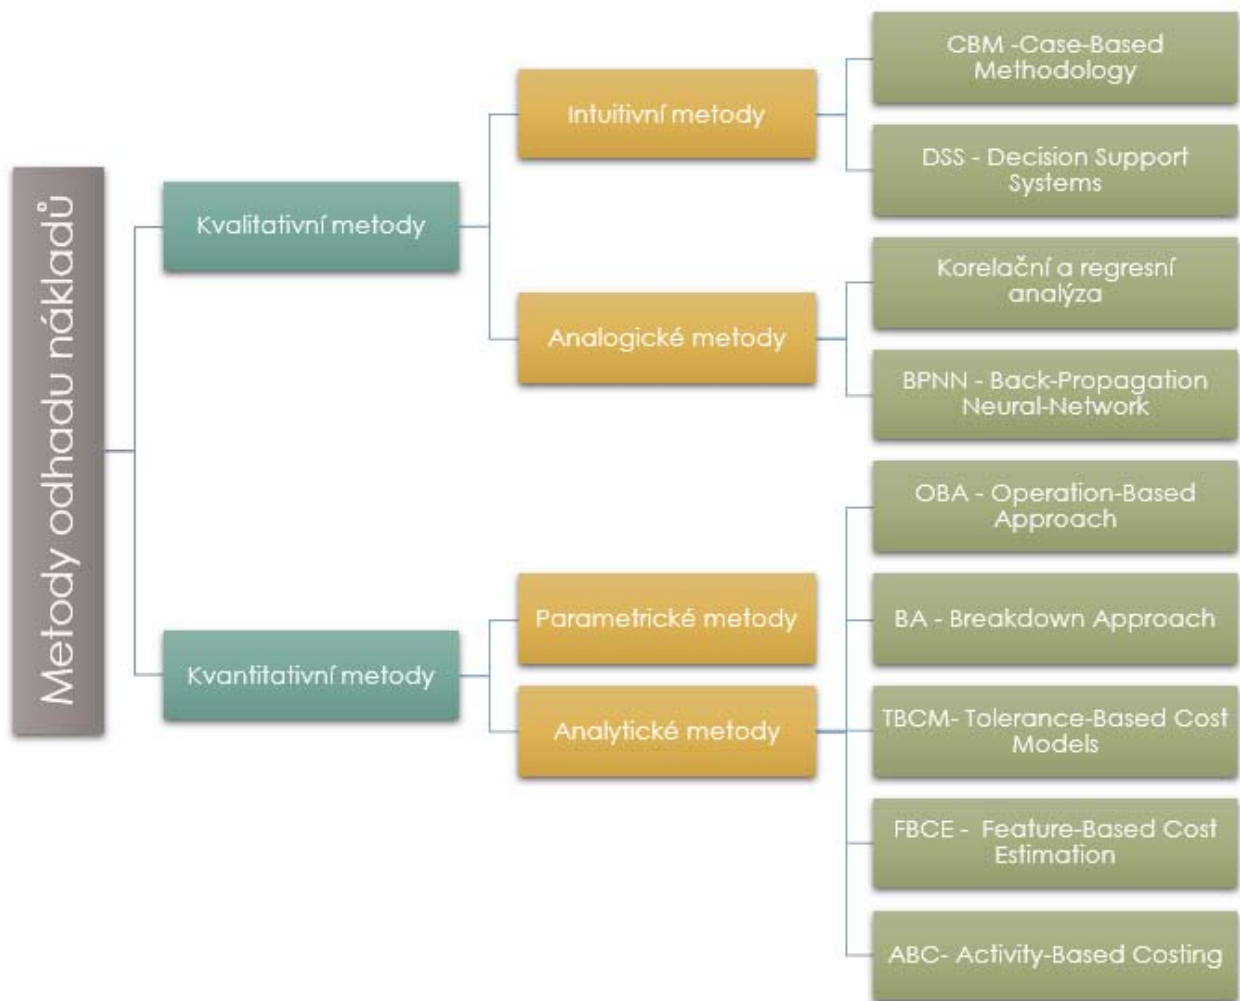 Metody odhadu nákladů
Kvalitativní metody
Intuitivní metody
CBM -Case-Based
Methodology
DSS - Decision Support
Systems
Analogické metody
Korelační a regresní
analýza
BPNN - Back-Propagation
Neural-Network
Kvantitativní metody
Parametrické metody
Analytické metody
OBA - Operation-Based
Approach
BA - Breakdown Approach
TBCM- Tolerance-Based Cost
Models
FBCE -  Feature-Based Cost
Estimation
ABC- Activity-Based Costing